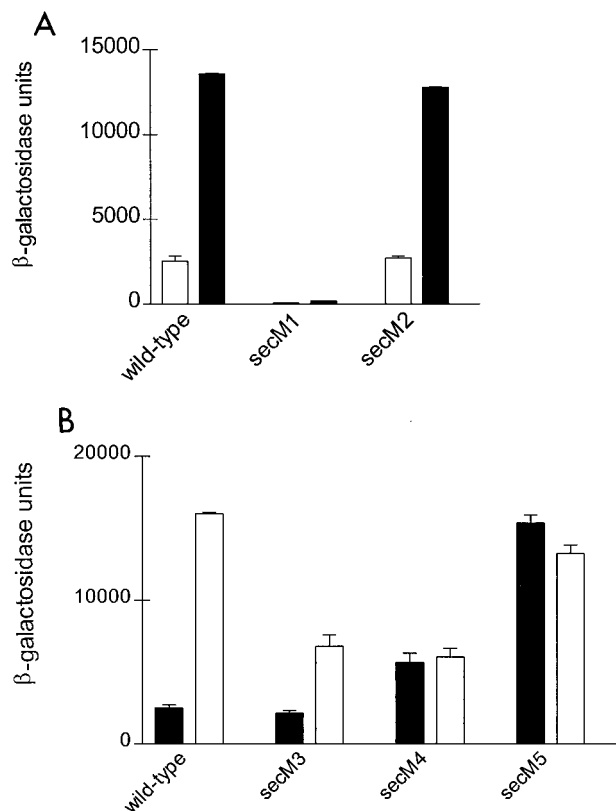 A
β-galactosidase units
15000
10000
5000
0
wild-type
secM1
secM2
B
β-galactosidase units
20000
10000
0
wild-type
secM3
secM4
secM5